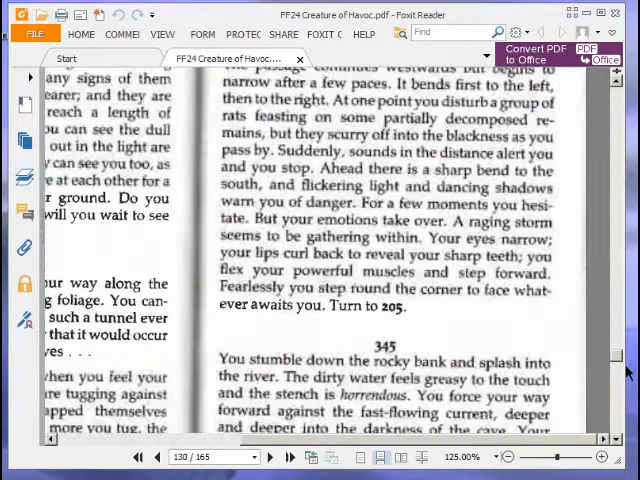 FF24 Creature of Havoc.pdf - Foxit Reader
FILE HOME COMMEN VIEW FORM PROTEC SHARE FOXIT C HELP Find
Start FF24 Creature of Havoc....
Convert PDF to Office PDF Office
any signs of them
earer; and they are
reach a length of
ou can see the dull
out in the light are
y can see you too, as
e at each other for a
r ground. Do you
will you wait to see
our way along the
g foliage. You can-
such a tunnel ever
that it would occur
ves . . .
when you feel your
re tugging against
apped themselves
more you tug, the
passage continues westwards but begins to
narrow after a few paces. It bends first to the left,
then to the right. At one point you disturb a group of
rats feasting on some partially decomposed re-
mains, but they scurry off into the blackness as you
pass by. Suddenly, sounds in the distance alert you
and you stop. Ahead there is a sharp bend to the
south, and flickering light and dancing shadows
warn you of danger. For a few moments you hesi-
tate. But your emotions take over. A raging storm
seems to be gathering within. Your eyes narrow;
your lips curl back to reveal your sharp teeth; you
flex your powerful muscles and step forward.
Fearlessly you step round the corner to face what-
ever awaits you. Turn to 205.
345
You stumble down the rocky bank and splash into
the river. The dirty water feels greasy to the touch
and the stench is horrendous. You force your way
forward against the fast-flowing current, deeper
and deeper into the darkness of the cave. Your
130 / 165 125.00%